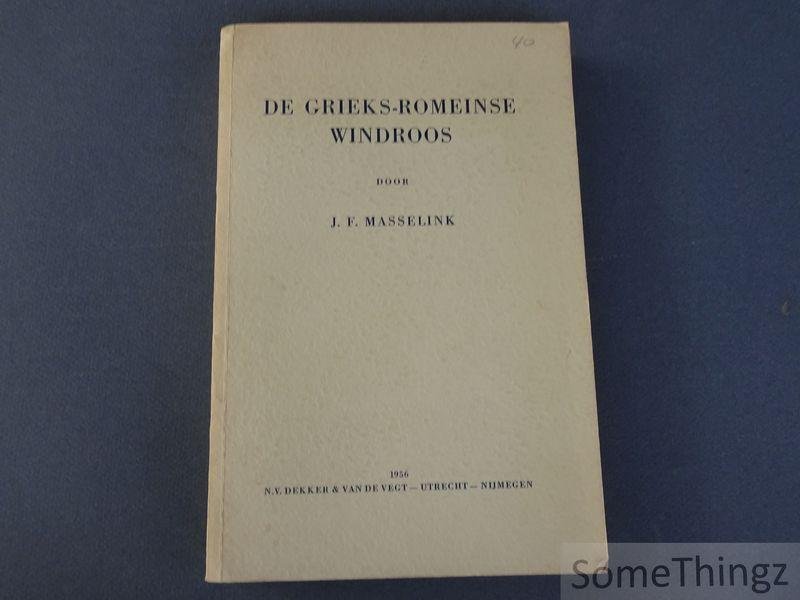 40
DE GRIEKS-ROMEINSE
WINDROOS
DOOR
J. F. MASSELINK
1956
N.V. DEKKER & VAN DE VEGT — UTRECHT — NIJMEGEN
SomeThingz